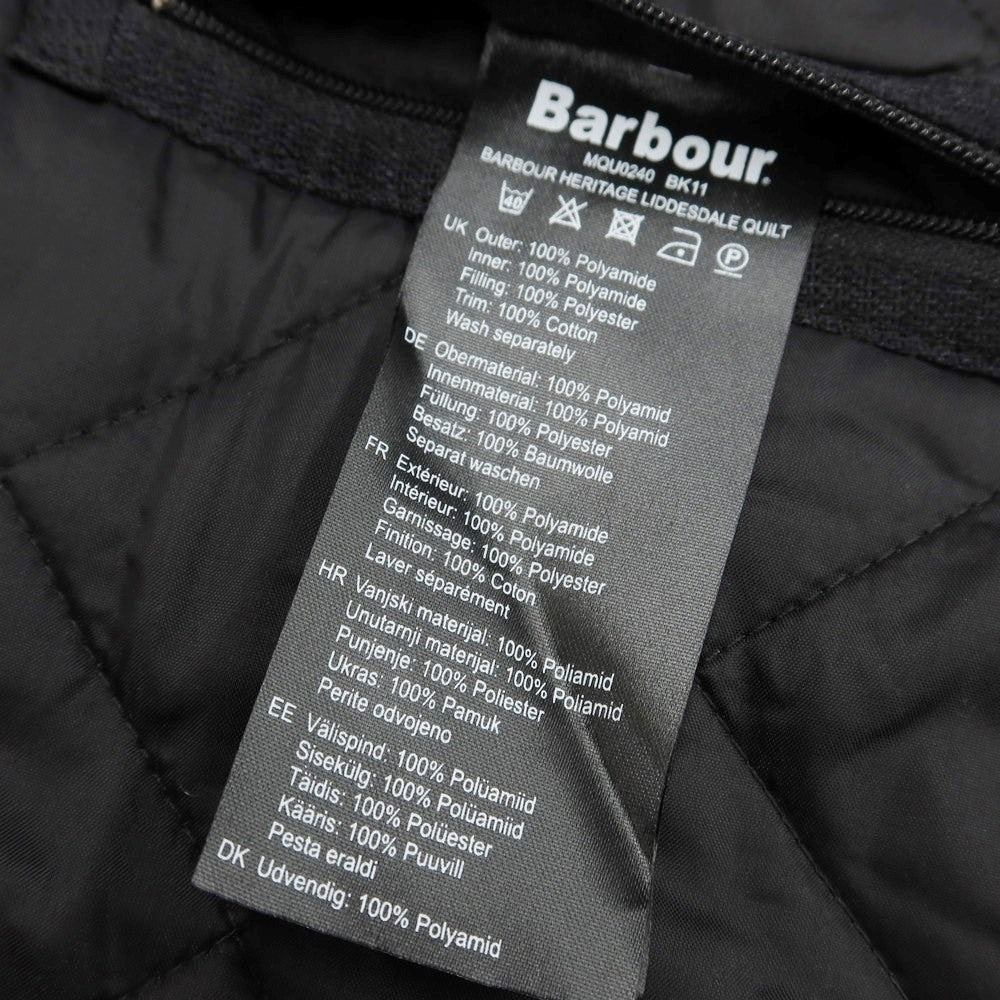 Barbour.
MQU0240 BK11
BARBOUR HERITAGE LIDDESDALE QUILT
40 P
UK Outer: 100% Polyamide
Inner: 100% Polyamide
Filling: 100% Polyester
Trim: 100% Cotton
Wash separately
DE Obermaterial: 100% Polyamid
Innenmaterial: 100% Polyamid
Füllung: 100% Polyester
Besatz: 100% Baumwolle
Separat waschen
FR Extérieur: 100% Polyamide
Intérieur: 100% Polyamide
Garnissage: 100% Polyester
Finition: 100% Coton
Laver séparément
HR Vanjski materijal: 100% Poliamid
Unutarnji materijal: 100% Poliamid
Punjenje: 100% Poliester
Ukras: 100% Pamuk
Perite odvojeno
EE Välispind: 100% Polüamiid
Sisekülg: 100% Polüamiid
Täidis: 100% Polüester
Kääris: 100% Puuvill
Pesta eraldi
DK Udvendig: 100% Polyamid